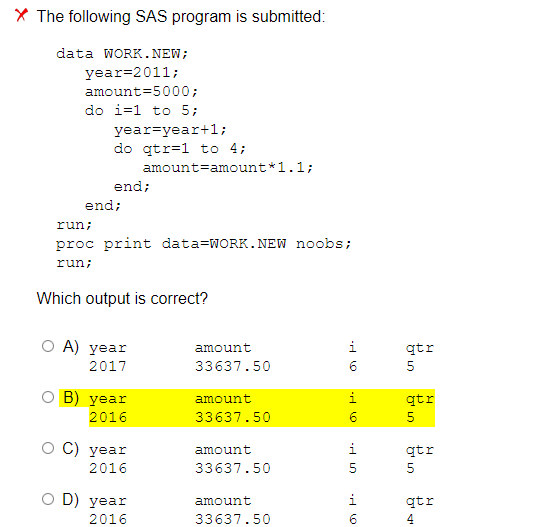 The following SAS program is submitted:
data WORK.NEW;
year=2011;
amount=5000;
do i=1 to 5;
year=year+1;
do qtr=1 to 4;
amount=amount*1.1;
end;
end;
run;
proc print data=WORK.NEW noobs;
run;
Which output is correct?
A) year amount i qtr
2017 33637.50 6 5
B) year amount i qtr
2016 33637.50 6 5
C) year amount i qtr
2016 33637.50 5 5
D) year amount i qtr
2016 33637.50 6 4